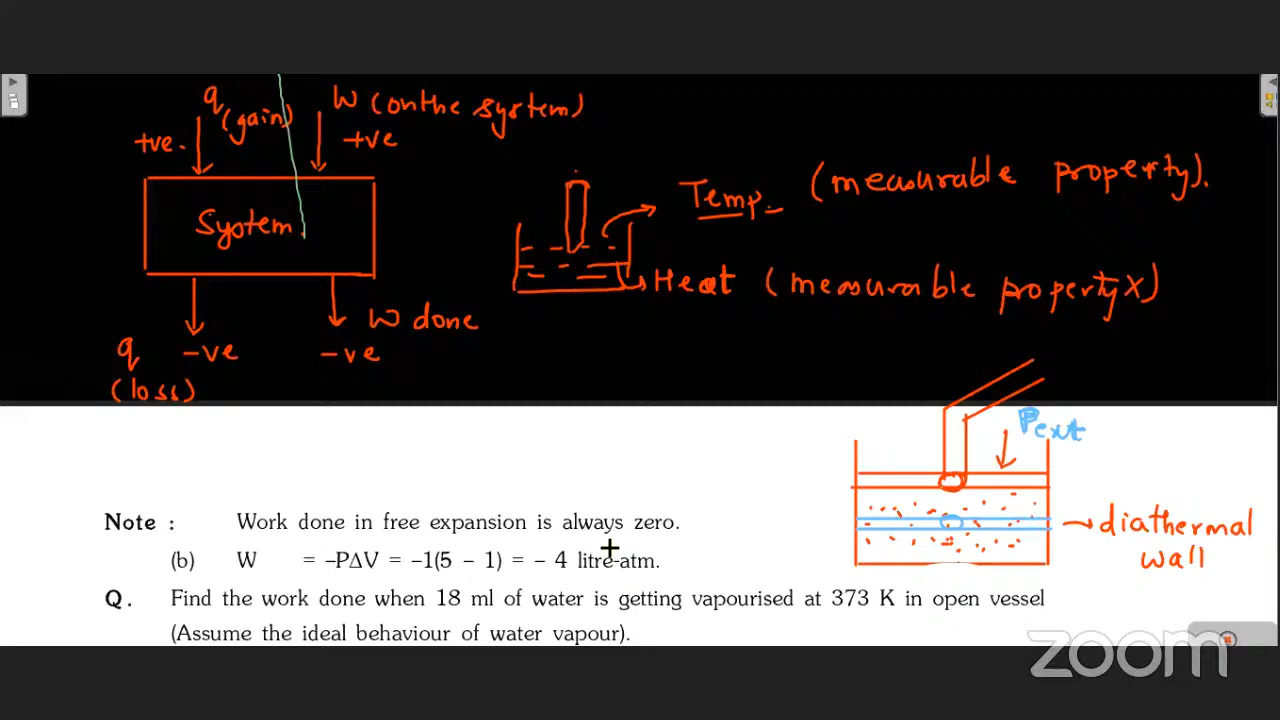 q (gain) W (on the system)
+ve. +ve
System.
q -ve -ve W done
(loss)
Temp. (measurable property).
Heat (measurable property X)
Pext
diathermal
wall
Note : Work done in free expansion is always zero.
(b) W = –PΔV = –1(5 – 1) = – 4 litre-atm.
Q. Find the work done when 18 ml of water is getting vapourised at 373 K in open vessel
(Assume the ideal behaviour of water vapour).
zoom